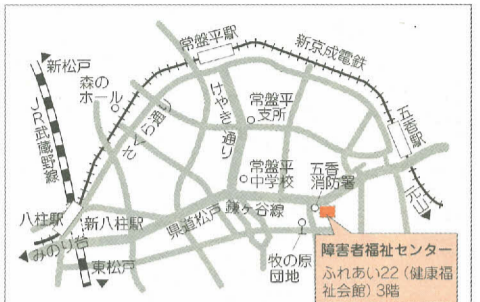 常盤平駅
新京成電鉄
新松戸
森の
ホール
さくら通り
けやき通り
常盤平
支所
五香駅
JR武蔵野線
常盤平
中学校
五香
消防署
元山
八柱駅
新八柱駅
県道松戸鎌ヶ谷線
みのり台
東松戸
牧の原
団地
障害者福祉センター
ふれあい22(健康福
祉会館)3階